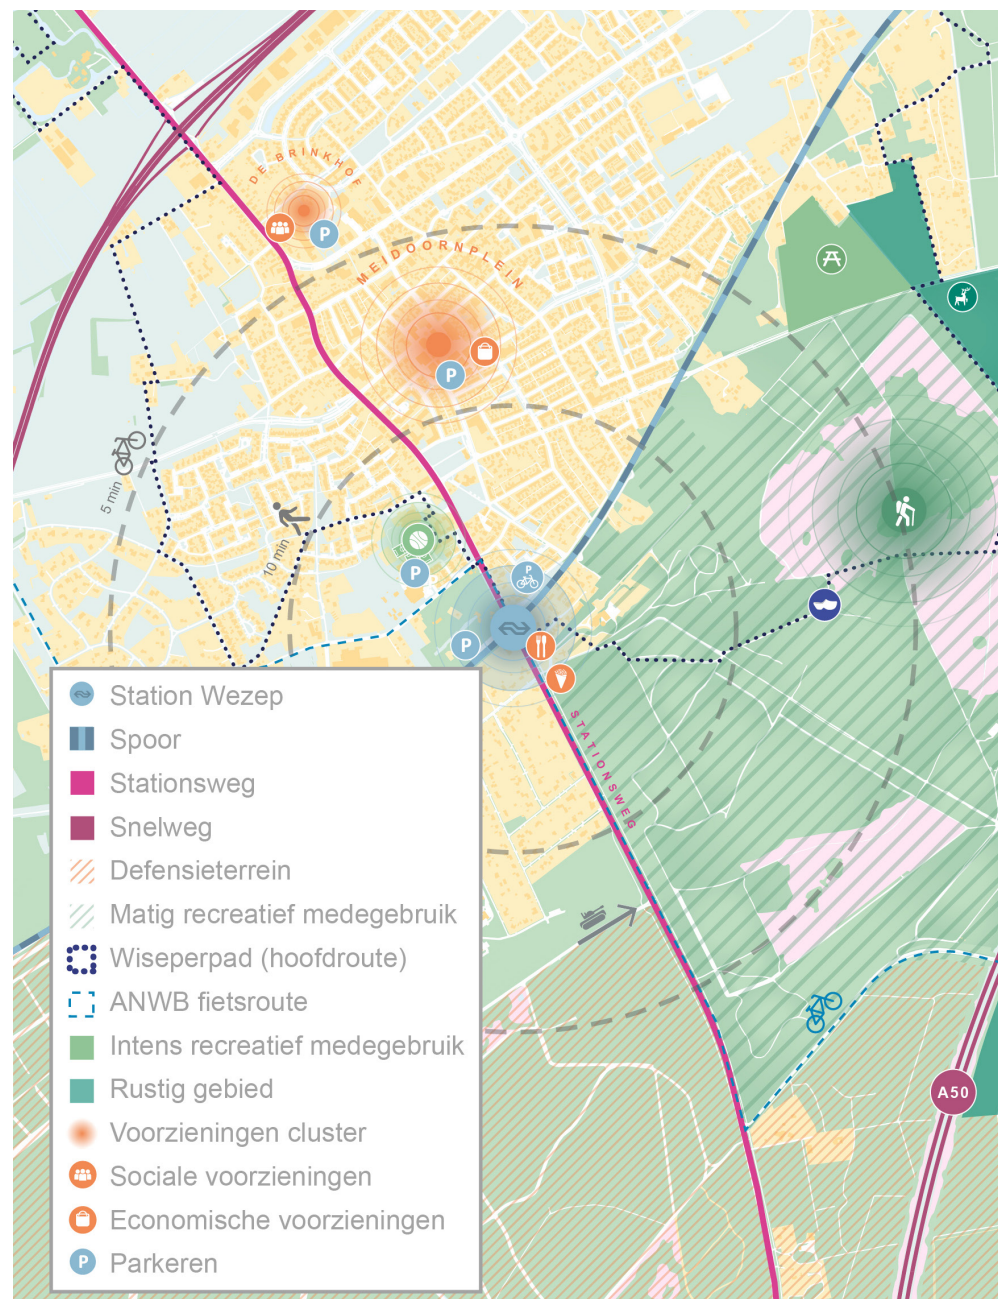 DE BRINKHOF
P
MEIDOORNPLEIN
P
5 min
10 min
P
P
P
STATIONSWEG
A50
Station Wezep
Spoor
Stationsweg
Snelweg
Defensieterrein
Matig recreatief medegebruik
Wiseperpad (hoofdroute)
ANWB fietsroute
Intens recreatief medegebruik
Rustig gebied
Voorzieningen cluster
Sociale voorzieningen
Economische voorzieningen
P Parkeren